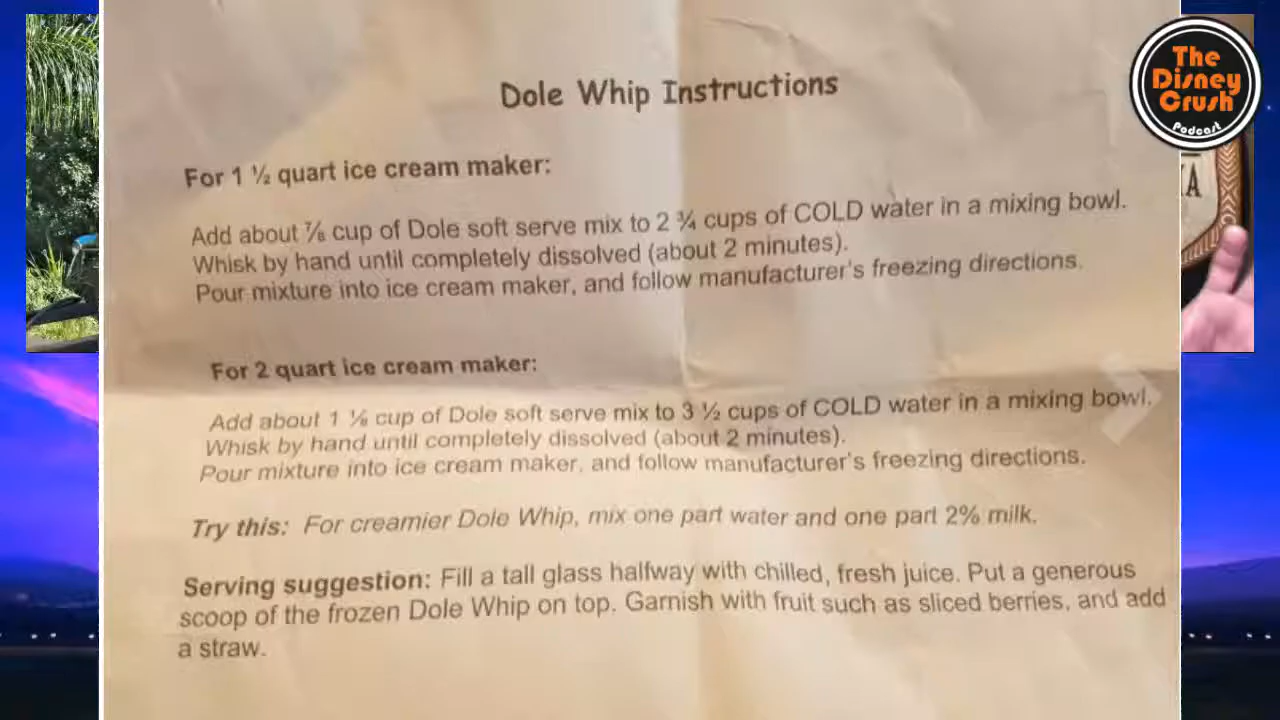 The
Disney
Crush
Podcast
Dole Whip Instructions
For 1 ½ quart ice cream maker:
Add about ⅞ cup of Dole soft serve mix to 2 ¾ cups of COLD water in a mixing bowl.
Whisk by hand until completely dissolved (about 2 minutes).
Pour mixture into ice cream maker, and follow manufacturer's freezing directions.
For 2 quart ice cream maker:
Add about 1 ⅛ cup of Dole soft serve mix to 3 ½ cups of COLD water in a mixing bowl.
Whisk by hand until completely dissolved (about 2 minutes).
Pour mixture into ice cream maker, and follow manufacturer's freezing directions.
Try this: For creamier Dole Whip, mix one part water and one part 2% milk.
Serving suggestion: Fill a tall glass halfway with chilled, fresh juice. Put a generous
scoop of the frozen Dole Whip on top. Garnish with fruit such as sliced berries, and add
a straw.